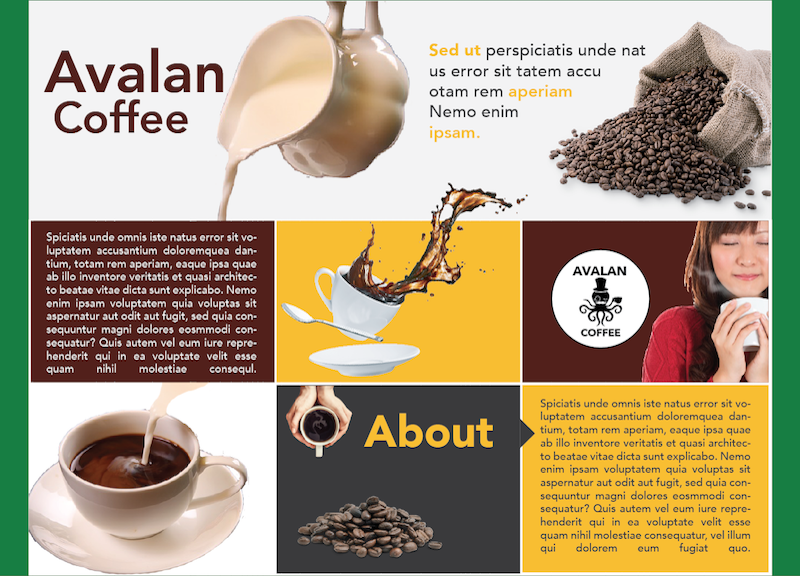 Avalan
Coffee
Sed ut perspiciatis unde nat
us error sit tatem accu
otam rem aperiam
Nemo enim
ipsam.
Spiciatis unde omnis iste natus error sit vo-
luptatem accusantium doloremquea dan-
tium, totam rem aperiam, eaque ipsa quae
ab illo inventore veritatis et quasi architec-
to beatae vitae dicta sunt explicabo. Nemo
enim ipsam voluptatem quia voluptas sit
aspernatur aut odit aut fugit, sed quia con-
sequuntur magni dolores eosmmodi con-
sequatur? Quis autem vel eum iure repre-
henderit qui in ea voluptate velit esse
quam nihil molestiae consequl.
AVALAN
COFFEE
About
Spiciatis unde omnis iste natus error sit vo-
luptatem accusantium doloremquea dan-
tium, totam rem aperiam, eaque ipsa quae
ab illo inventore veritatis et quasi architec-
to beatae vitae dicta sunt explicabo. Nemo
enim ipsam voluptatem quia voluptas sit
aspernatur aut odit aut fugit, sed quia con-
sequuntur magni dolores eosmmodi con-
sequatur? Quis autem vel eum iure repre-
henderit qui in ea voluptate velit esse
quam nihil molestiae consequatur, vel illum
qui dolorem eum fugiat quo.